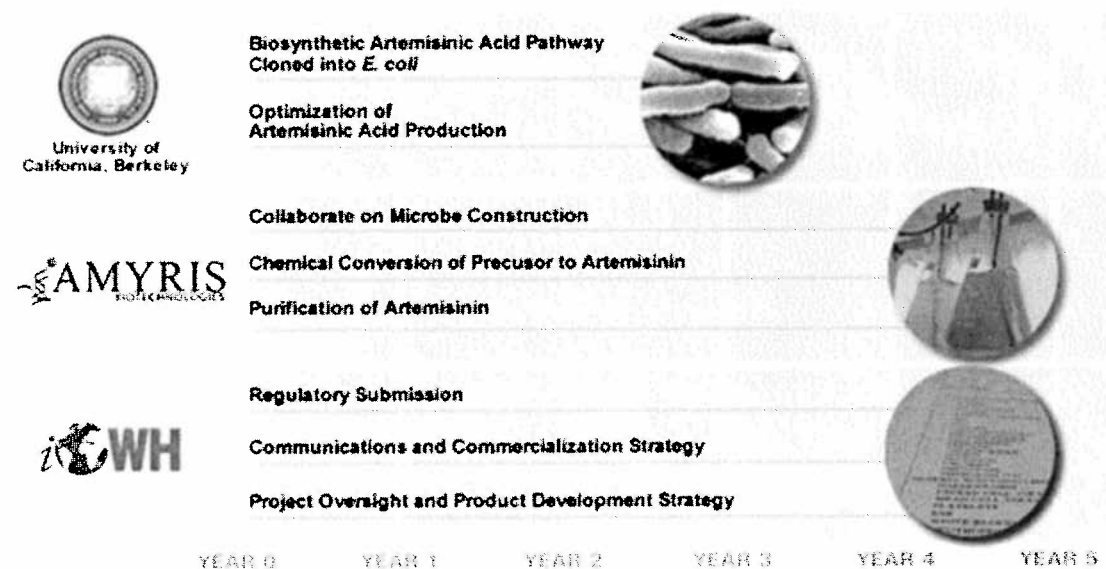 Biosynthetic Artemisinic Acid Pathway
Cloned into E. coli
Optimization of
Artemisinic Acid Production
University of
California, Berkeley
Collaborate on Microbe Construction
AMYRIS
BIOTECHNOLOGIES
Chemical Conversion of Precusor to Artemisinin
Purification of Artemisinin
Regulatory Submission
iOWH
Communications and Commercialization Strategy
Project Oversight and Product Development Strategy
YEAR 0 YEAR 1 YEAR 2 YEAR 3 YEAR 4 YEAR 5